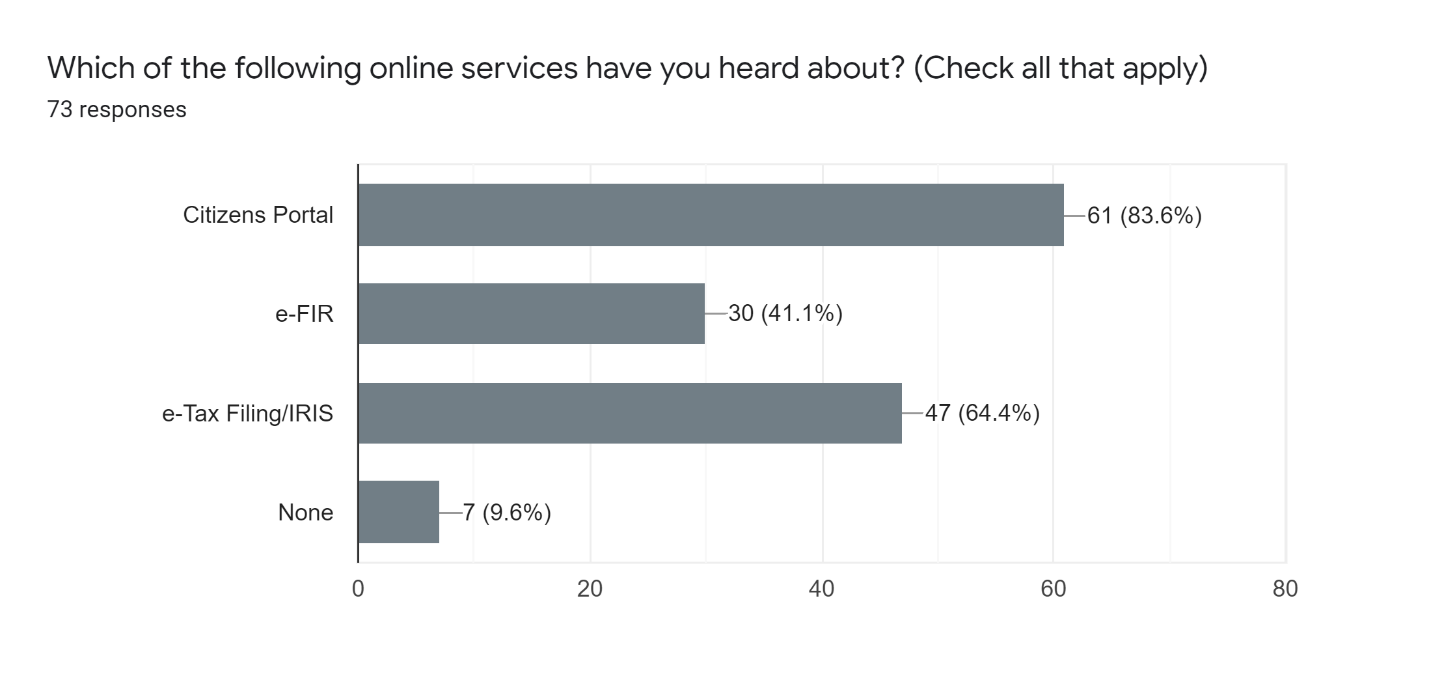 Which of the following online services have you heard about? (Check all that apply)
73 responses
Citizens Portal
61 (83.6%)
e-FIR
30 (41.1%)
e-Tax Filing/IRIS
47 (64.4%)
None
7 (9.6%)
0 20 40 60 80